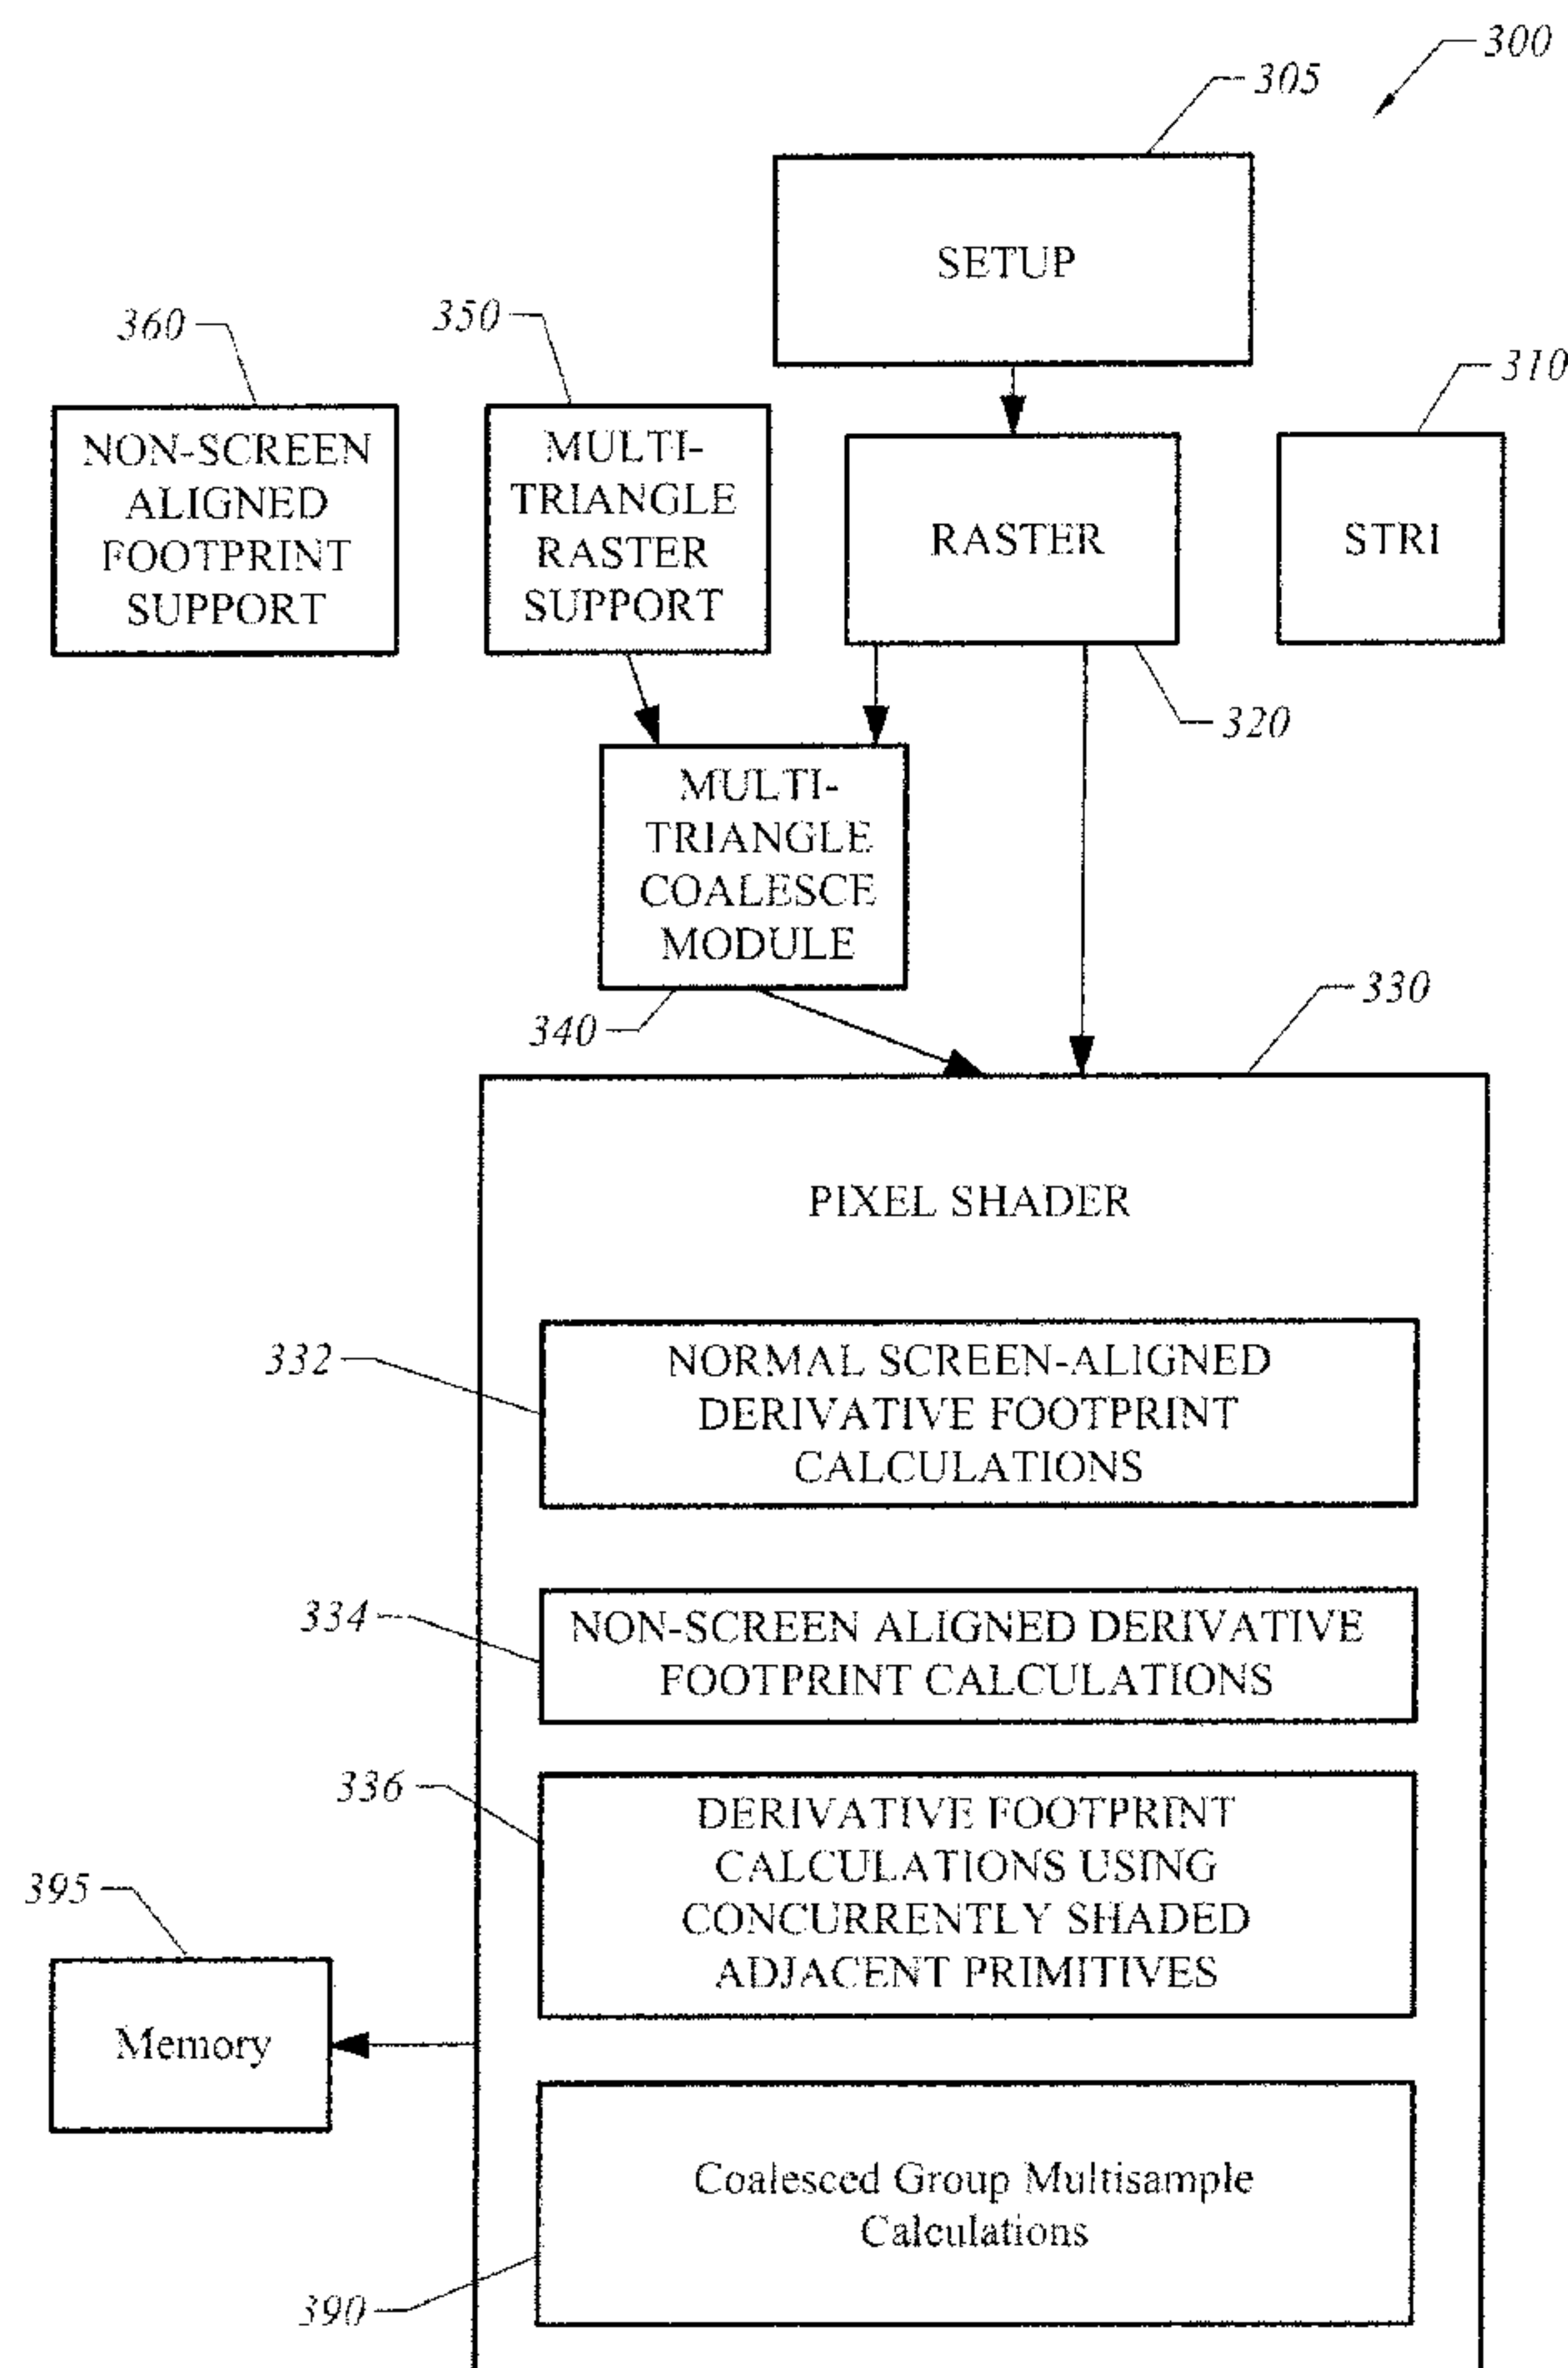 300
305
SETUP
360
350
310
NON-SCREEN
ALIGNED
FOOTPRINT
SUPPORT
MULTI-
TRIANGLE
RASTER
SUPPORT
RASTER
STRI
320
MULTI-
TRIANGLE
COALESCE
MODULE
340
330
PIXEL SHADER
332
NORMAL SCREEN-ALIGNED
DERIVATIVE FOOTPRINT
CALCULATIONS
334
NON-SCREEN ALIGNED DERIVATIVE
FOOTPRINT CALCULATIONS
336
DERIVATIVE FOOTPRINT
CALCULATIONS USING
CONCURRENTLY SHADED
ADJACENT PRIMITIVES
395
Memory
Coalesced Group Multisample
Calculations
390